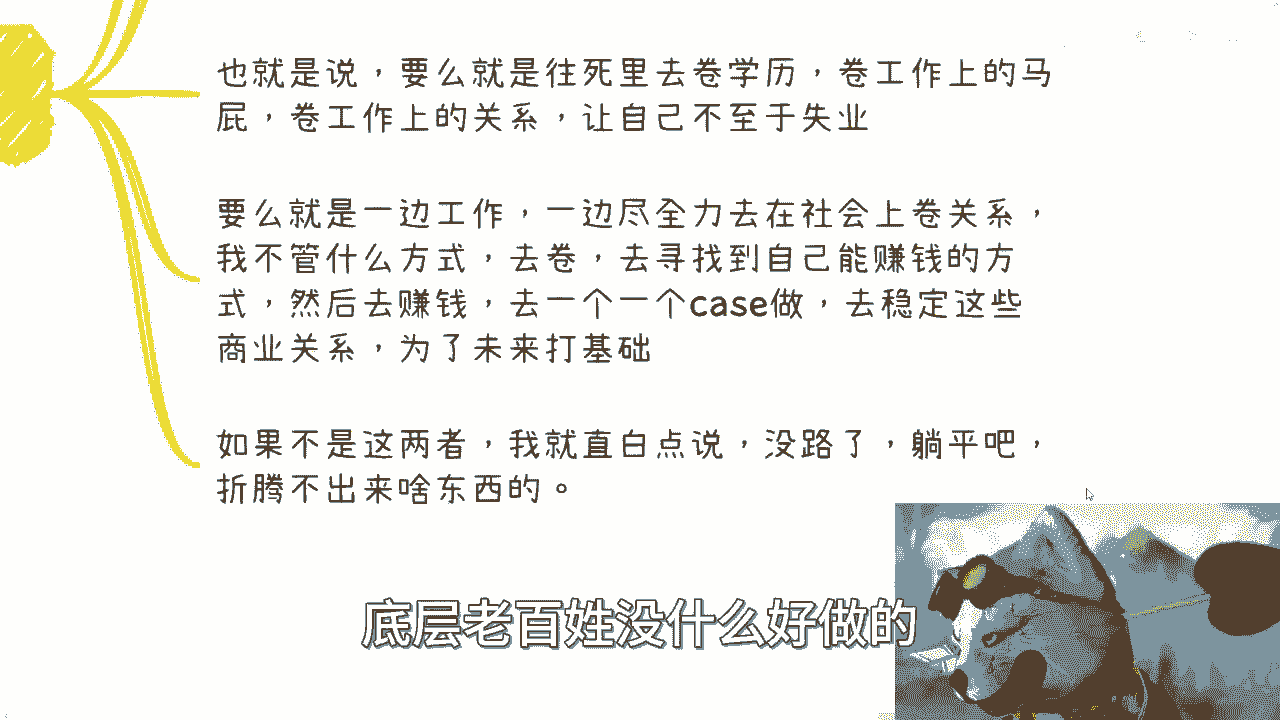 也就是说，要么就是往死里去卷学历，卷工作上的马
屁，卷工作上的关系，让自己不至于失业
要么就是一边工作，一边尽全力去在社会上卷关系，
我不管什么方式，去卷，去寻找到自己能赚钱的方
式，然后去赚钱，去一个一个case做，去稳定这些
商业关系，为了未来打基础
如果不是这两者，我就直白点说，没路了，躺平吧，
折腾不出来啥东西的。
底层老百姓没什么好做的